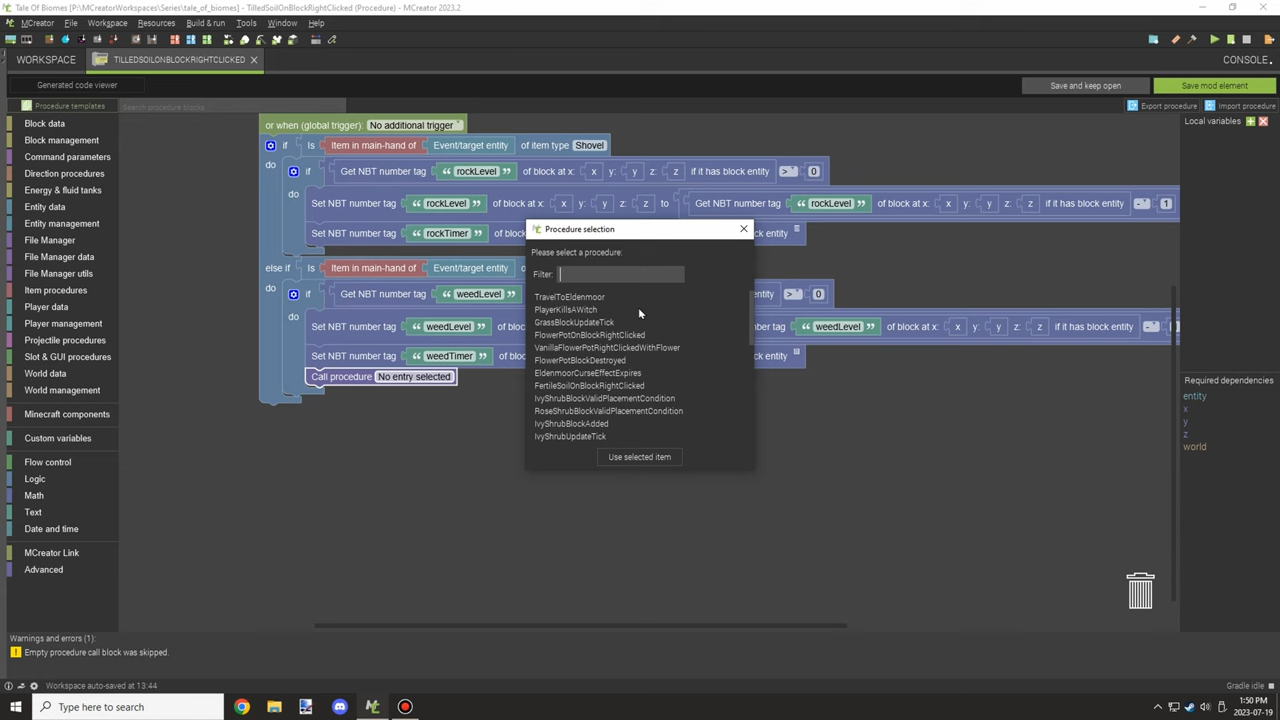 Tale Of Biomes [P:\MCreatorWorkspaces\Series\tale_of_biomes] - TilledSoilOnBlockRightClicked (Procedure) - MCreator 2023.2
MCreator File Workspace Resources Build & run Tools Window Help
WORKSPACE TILLEDSOILONBLOCKRIGHTCLICKED CONSOLE
Generated code viewer Save and keep open Save mod element
Procedure templates Search procedure blocks Export procedure Import procedure
Block data
Block management
Command parameters
Direction procedures
Energy & fluid tanks
Entity data
Entity management
File Manager
File Manager data
File Manager utils
Item procedures
Player data
Player management
Projectile procedures
Slot & GUI procedures
World data
World management
Minecraft components
Custom variables
Flow control
Logic
Math
Text
Date and time
MCreator Link
Advanced
or when (global trigger): No additional trigger
if Is Item in main-hand of Event/target entity of item type Shovel
do if Get NBT number tag “ rockLevel ” of block at x: x y: y z: z if it has block entity > 0
do Set NBT number tag “ rockLevel ” of block at x: x y: y z: z to Get NBT number tag “ rockLevel ” of block at x: x y: y z: z if it has block entity - 1
Set NBT number tag “ rockTimer ” of block entity
else if Is Item in main-hand of Event/target entity
do if Get NBT number tag “ weedLevel ” entity > 0
do Set NBT number tag “ weedLevel ” of bloc “ weedLevel ” of block at x: x y: y z: z if it has block entity -
Set NBT number tag “ weedTimer ” of bloc entity
Call procedure No entry selected
Procedure selection
Please select a procedure:
Filter:
TravelToEldenmoor
PlayerKillsAWitch
GrassBlockUpdateTick
FlowerPotOnBlockRightClicked
VanillaFlowerPotRightClickedWithFlower
FlowerPotBlockDestroyed
EldenmoorCurseEffectExpires
FertileSoilOnBlockRightClicked
IvyShrubBlockValidPlacementCondition
RoseShrubBlockValidPlacementCondition
IvyShrubBlockAdded
IvyShrubUpdateTick
Use selected item
Local variables
Required dependencies
entity
x
y
z
world
Warnings and errors (1):
Empty procedure call block was skipped.
Workspace auto-saved at 13:44 Gradle idle
Type here to search
1:50 PM
2023-07-19